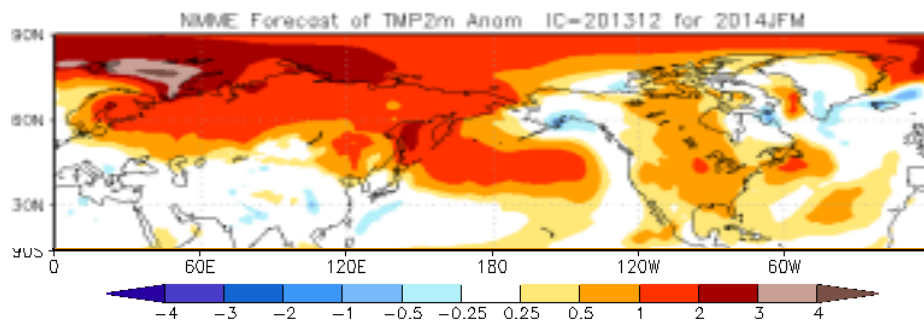 NMME Forecast of TMP2m Anom IC=201312 for 2014JFM
90N
60N
30N
90S
0 60E 120E 180 120W 60W
-4 -3 -2 -1 -0.5 -0.25 0.25 0.5 1 2 3 4